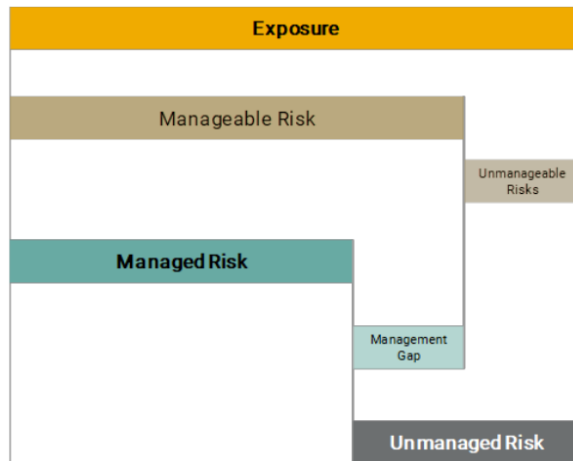 Exposure
Manageable Risk
Unmanageable
Risks
Managed Risk
Management
Gap
Unmanaged Risk